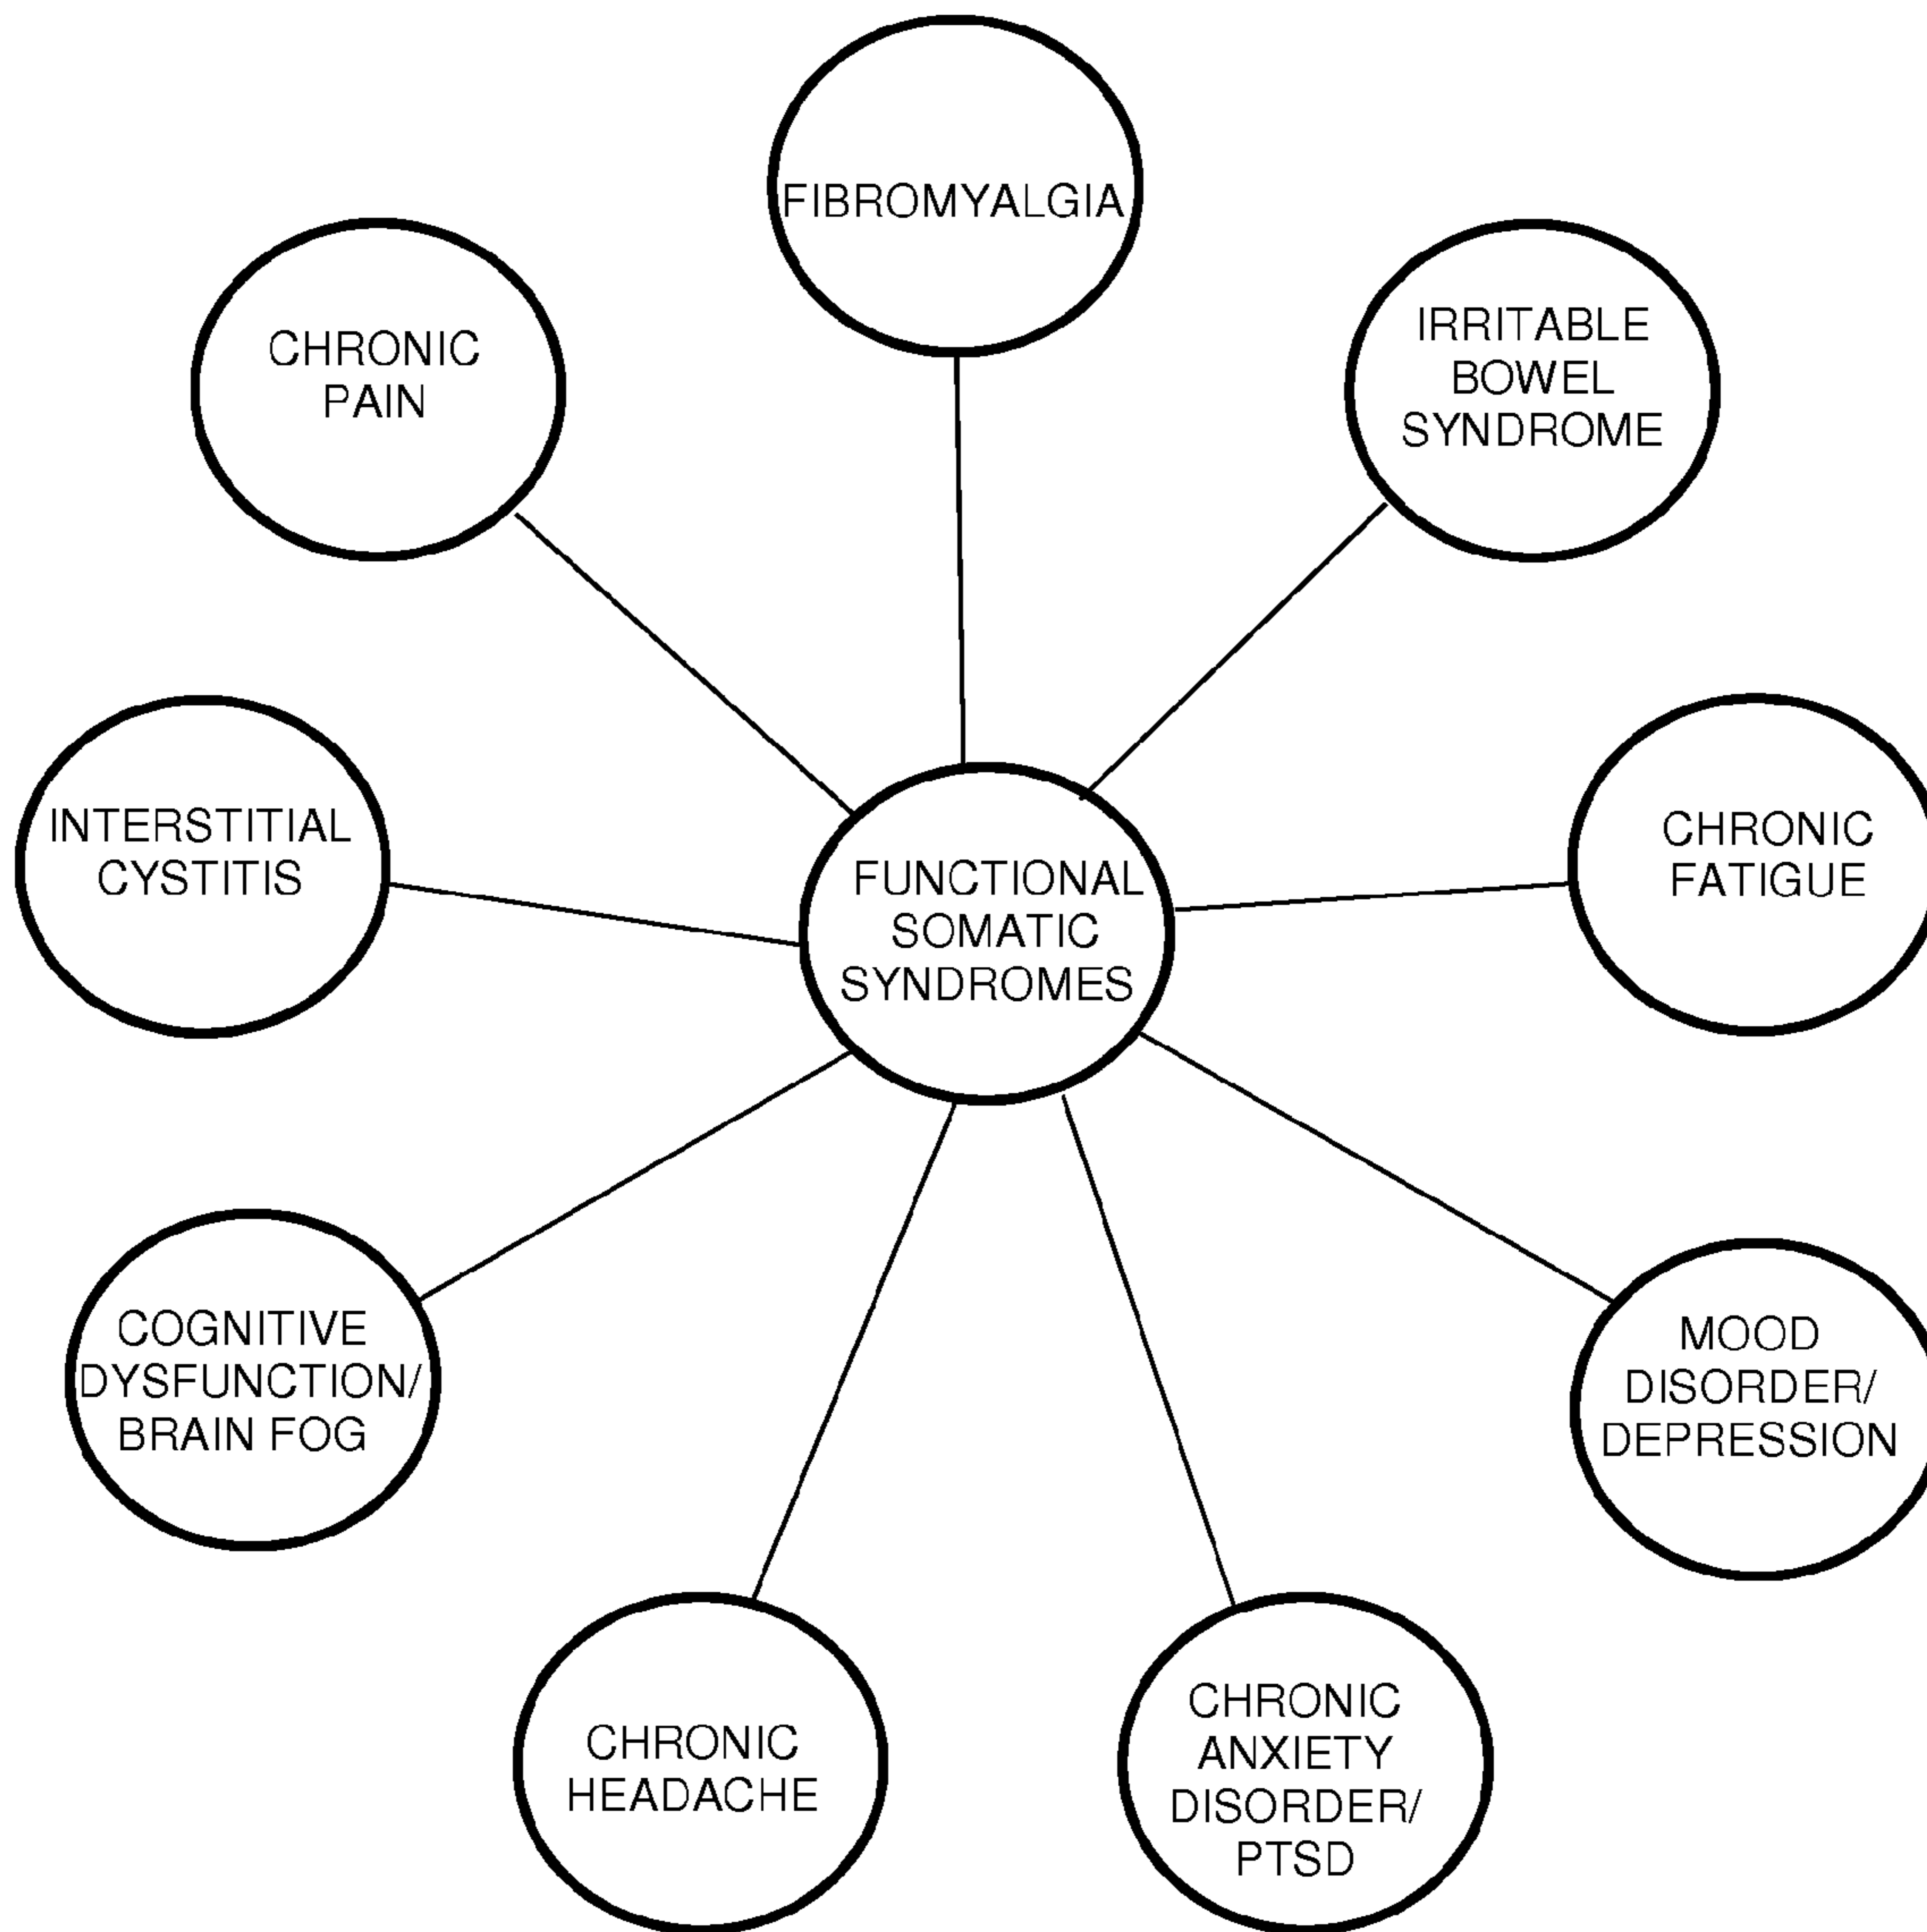 FIBROMYALGIA
CHRONIC
PAIN
IRRITABLE
BOWEL
SYNDROME
INTERSTITIAL
CYSTITIS
FUNCTIONAL
SOMATIC
SYNDROMES
CHRONIC
FATIGUE
COGNITIVE
DYSFUNCTION/
BRAIN FOG
MOOD
DISORDER/
DEPRESSION
CHRONIC
HEADACHE
CHRONIC
ANXIETY
DISORDER/
PTSD